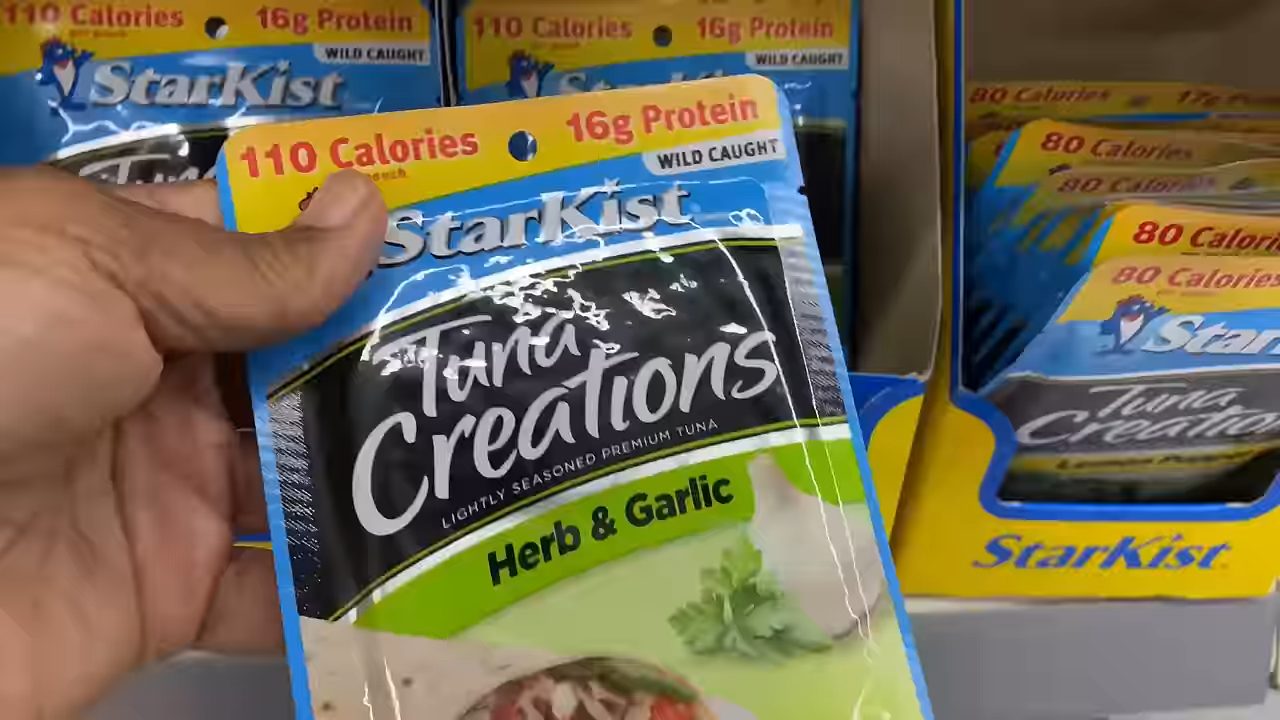 110 Calories 16g Protein
WILD CAUGHT
StarKist
110 Calories 16g Protein
WILD CAUGHT
110 Calories 16g Protein
WILD CAUGHT
StarKist
Tuna
Creations
LIGHTLY SEASONED PREMIUM TUNA
Herb & Garlic
80 Calories
80 Calories
80 Calories
80
80 Calories
Tuna
StarKist